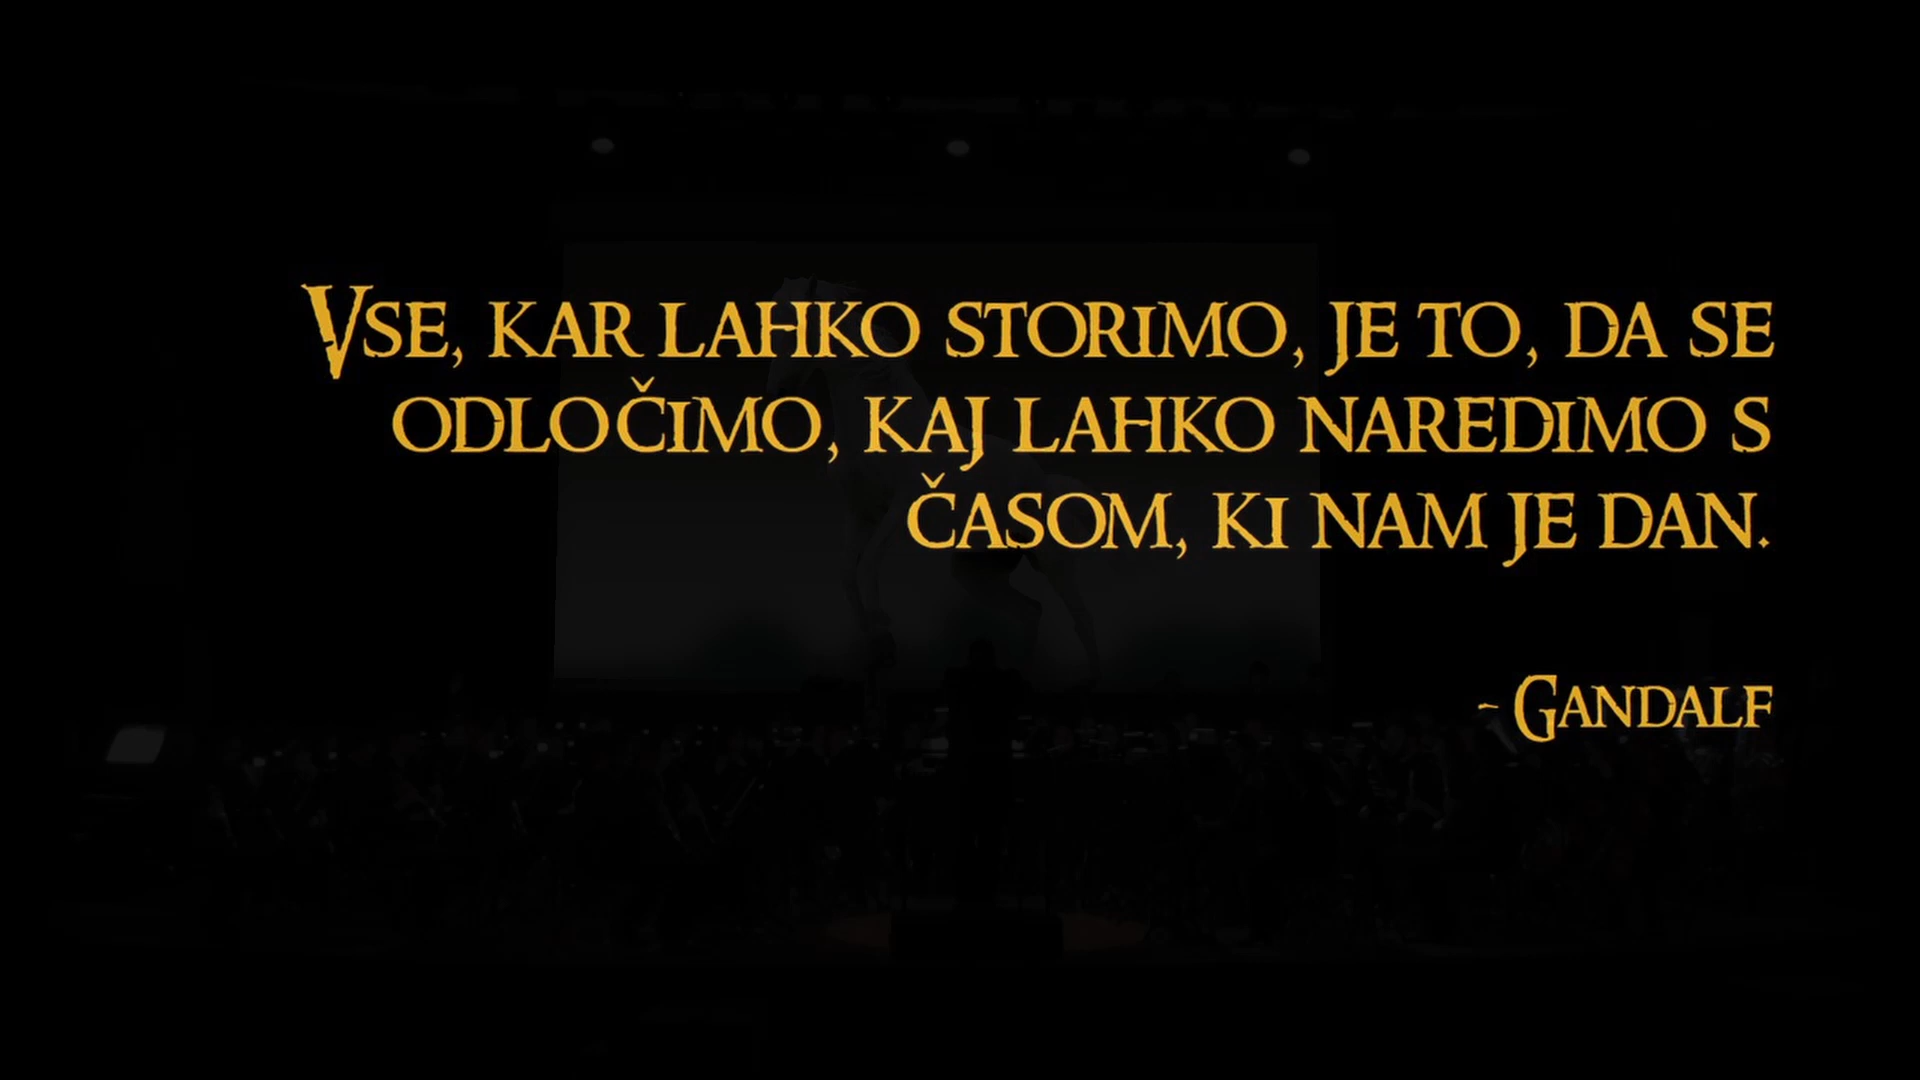 Vse, kar lahko storimo, je to, da se
odločimo, kaj lahko naredimo s
časom, ki nam je dan.
- Gandalf